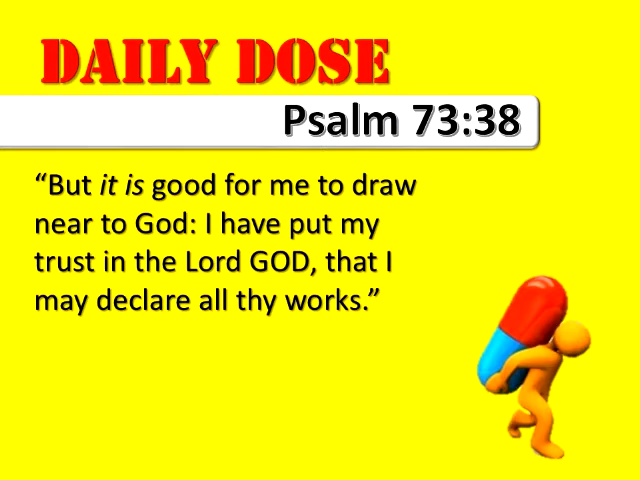 DAILY DOSE
Psalm 73:38
“But it is good for me to draw
near to God: I have put my
trust in the Lord GOD, that I
may declare all thy works.”